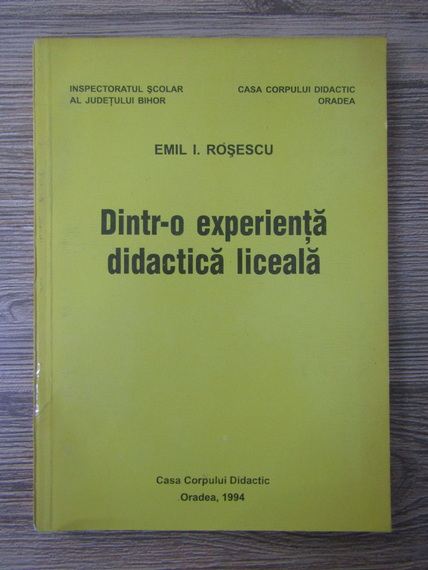 INSPECTORATUL ŞCOLAR
AL JUDEŢULUI BIHOR
CASA CORPULUI DIDACTIC
ORADEA
EMIL I. ROŞESCU
Dintr-o experienţă
didactică liceală
Casa Corpului Didactic
Oradea, 1994